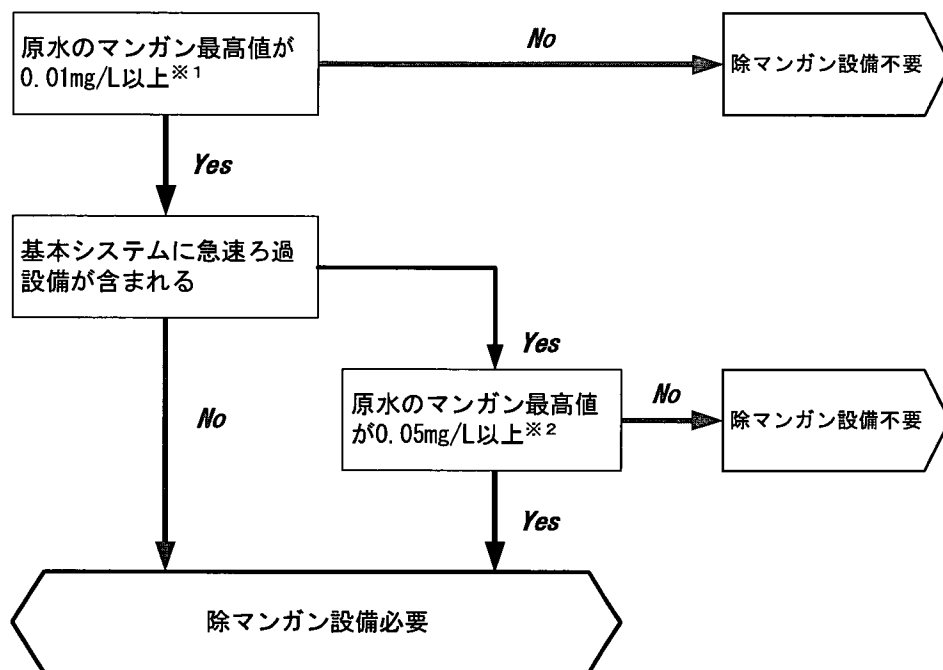 原水のマンガン最高値が
0.01mg/L以上※1
No
除マンガン設備不要
Yes
基本システムに急速ろ過
設備が含まれる
Yes
No
原水のマンガン最高値
が0.05mg/L以上※2
No
除マンガン設備不要
Yes
除マンガン設備必要